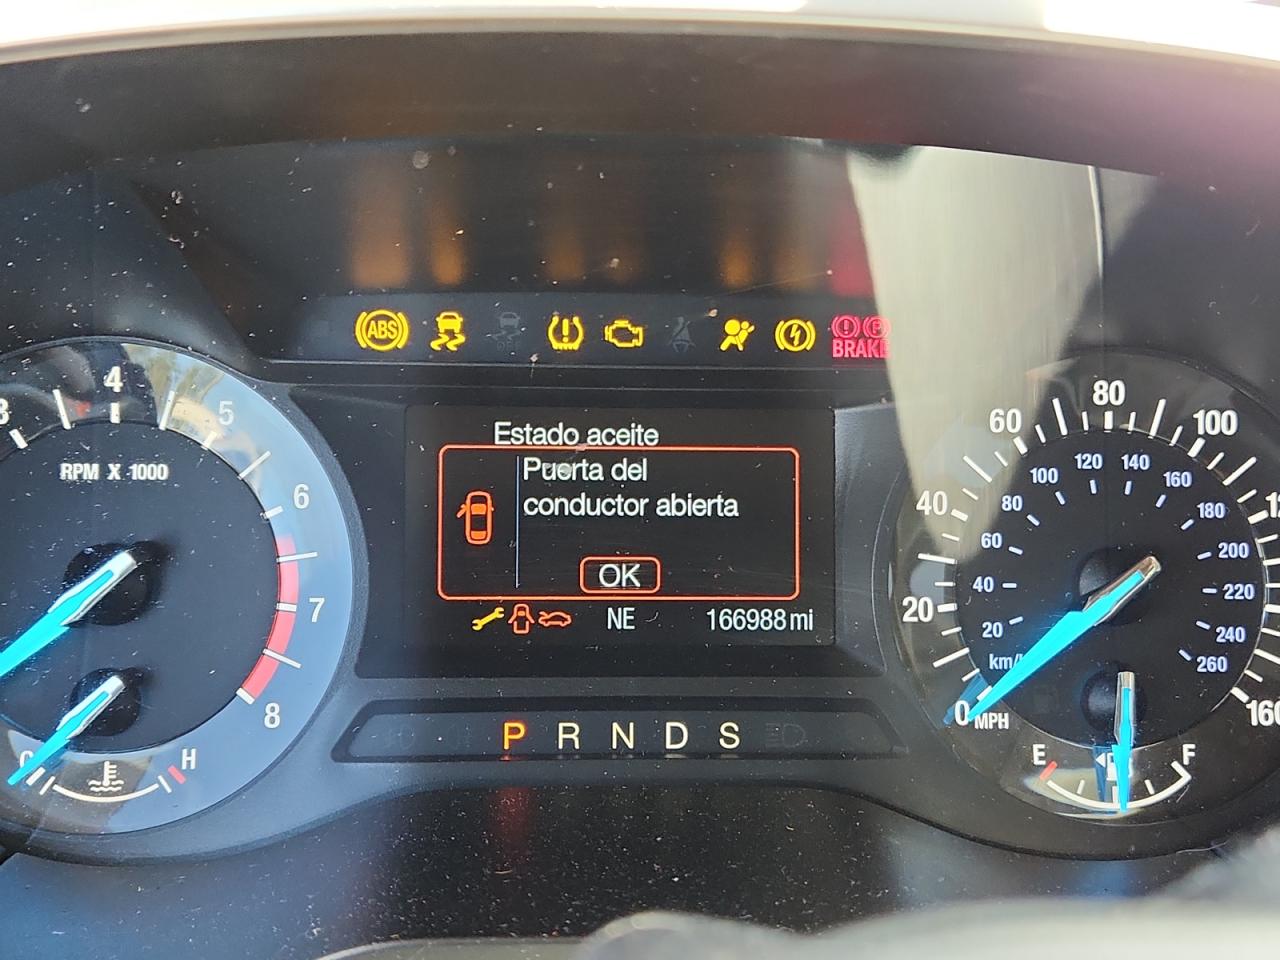 ABS
OFF
BRAKE
P
3
4
5
6
7
8
RPM X 1000
C
H
Estado aceite
Puerta del
conductor abierta
OK
NE 166988 mi
P R N D S
0
20
40
60
80
100
160
MPH
20
40
60
80
100
120
140
160
180
200
220
240
260
E
F